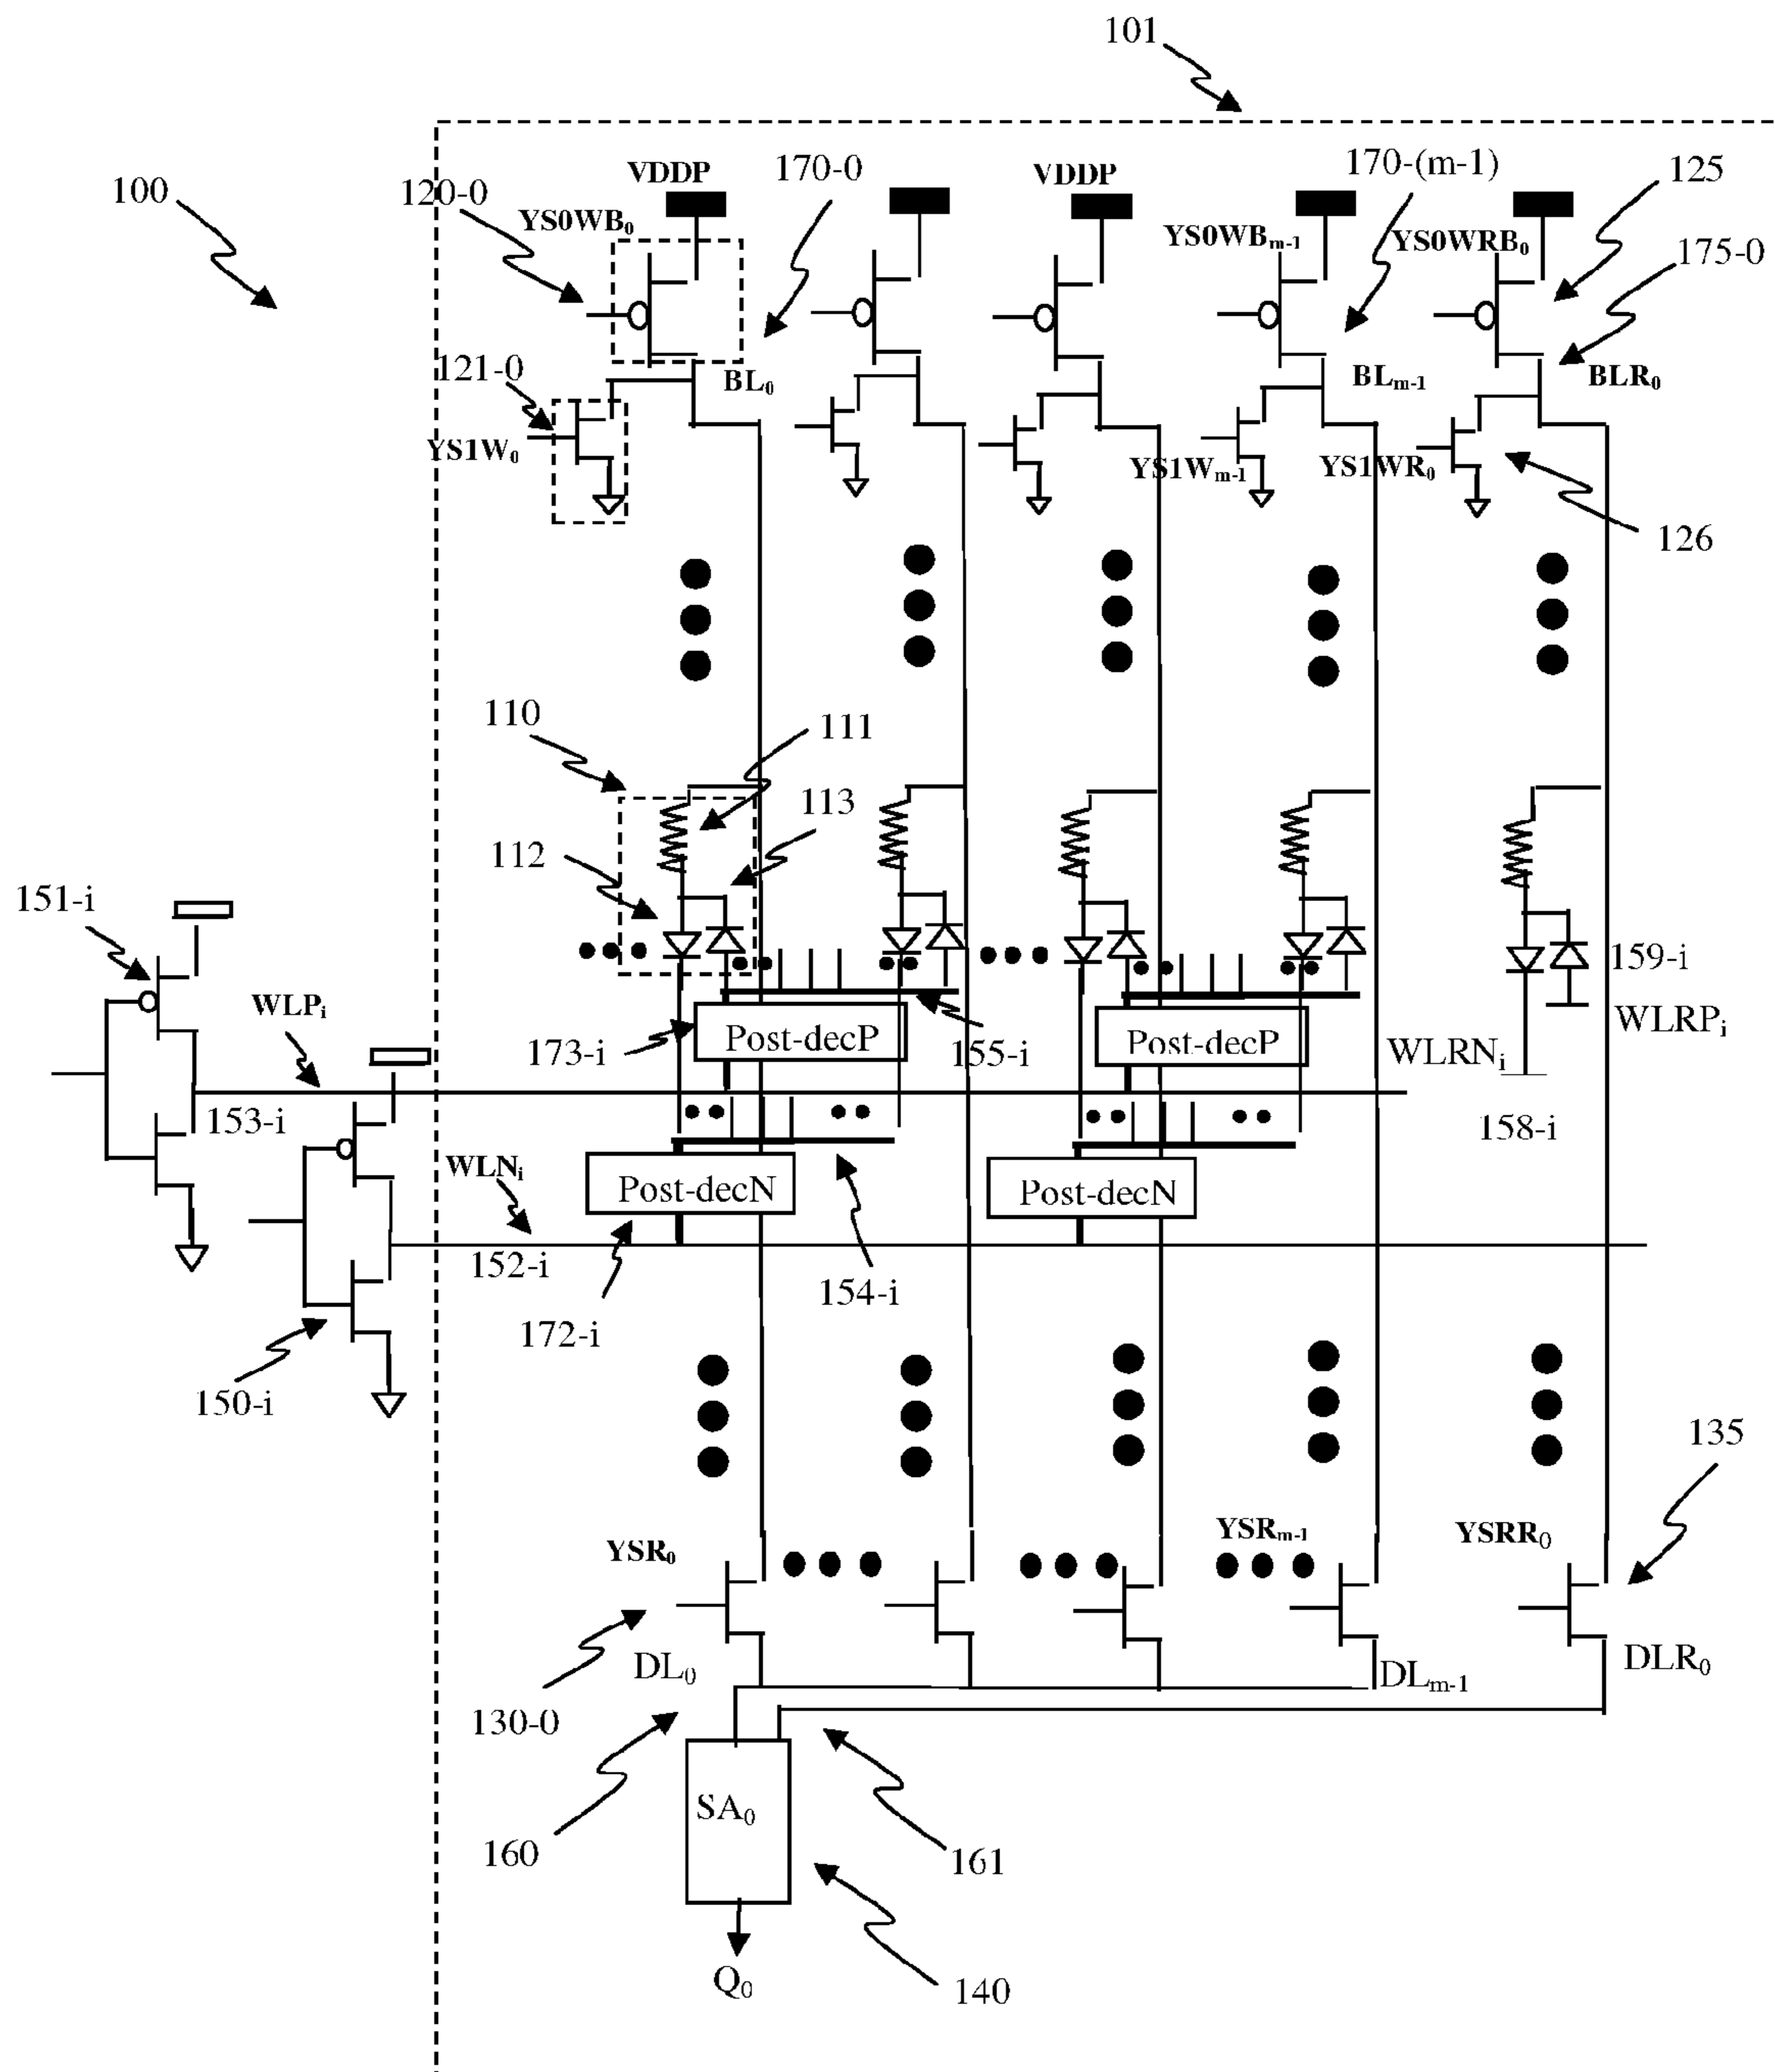 101
100
120-0
VDDP
170-0
VDDP
170-(m-1)
125
YS0WB₀
YS0WBₘ₋₁
YS0WRB₀
175-0
121-0
BL₀
BLₘ₋₁
BLR₀
YS1W₀
YS1Wₘ₋₁
YS1WR₀
126
110
111
113
112
151-i
159-i
WLPᵢ
WLRPᵢ
173-i
Post-decP
155-i
Post-decP
WLRNᵢ
153-i
158-i
WLNᵢ
Post-decN
Post-decN
152-i
154-i
172-i
150-i
135
YSR₀
YSRₘ₋₁
YSRR₀
DL₀
DLₘ₋₁
DLR₀
130-0
SA₀
160
161
Q₀
140